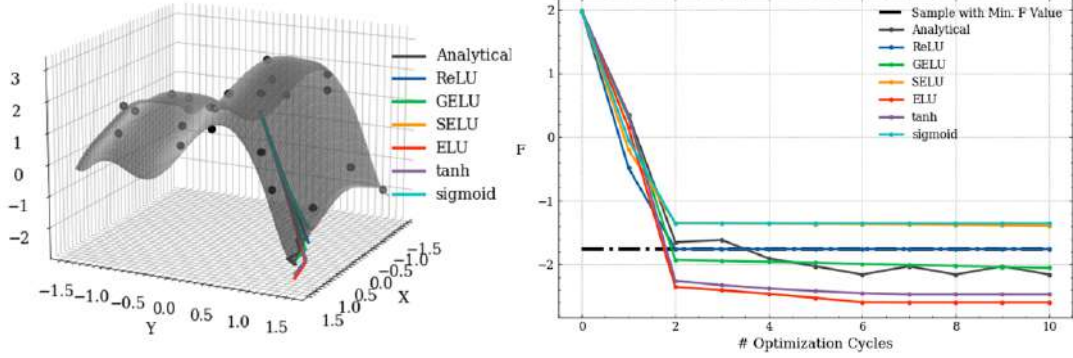 3
2
1
0
−1
−2
−1.5
−1.0
−0.5
0.0
0.5
1.0
1.5
Y
−1.5
−1.0
−0.5
0.0
0.5
1.0
1.5
X
Analytical
ReLU
GELU
SELU
ELU
tanh
sigmoid
2
1
0
−1
−2
F
0
2
4
6
8
10
# Optimization Cycles
Sample with Min. F Value
Analytical
ReLU
GELU
SELU
ELU
tanh
sigmoid